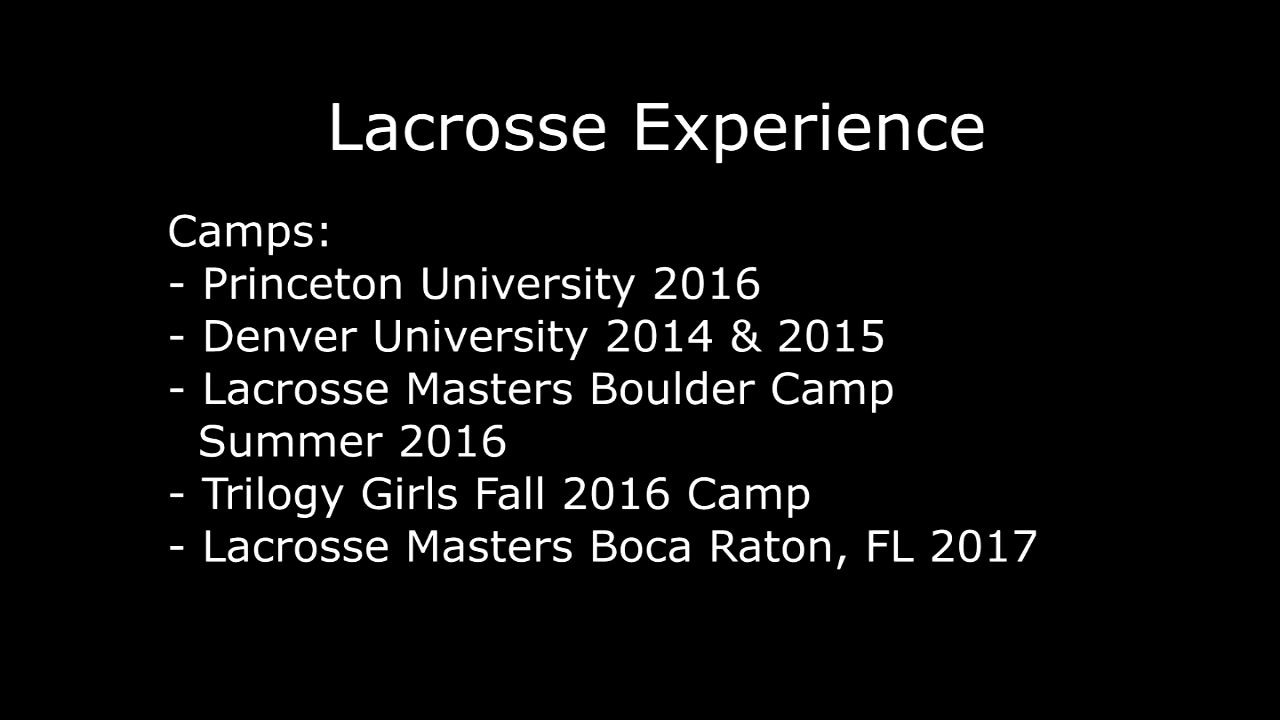 Lacrosse Experience
Camps:
- Princeton University 2016
- Denver University 2014 & 2015
- Lacrosse Masters Boulder Camp
Summer 2016
- Trilogy Girls Fall 2016 Camp
- Lacrosse Masters Boca Raton, FL 2017